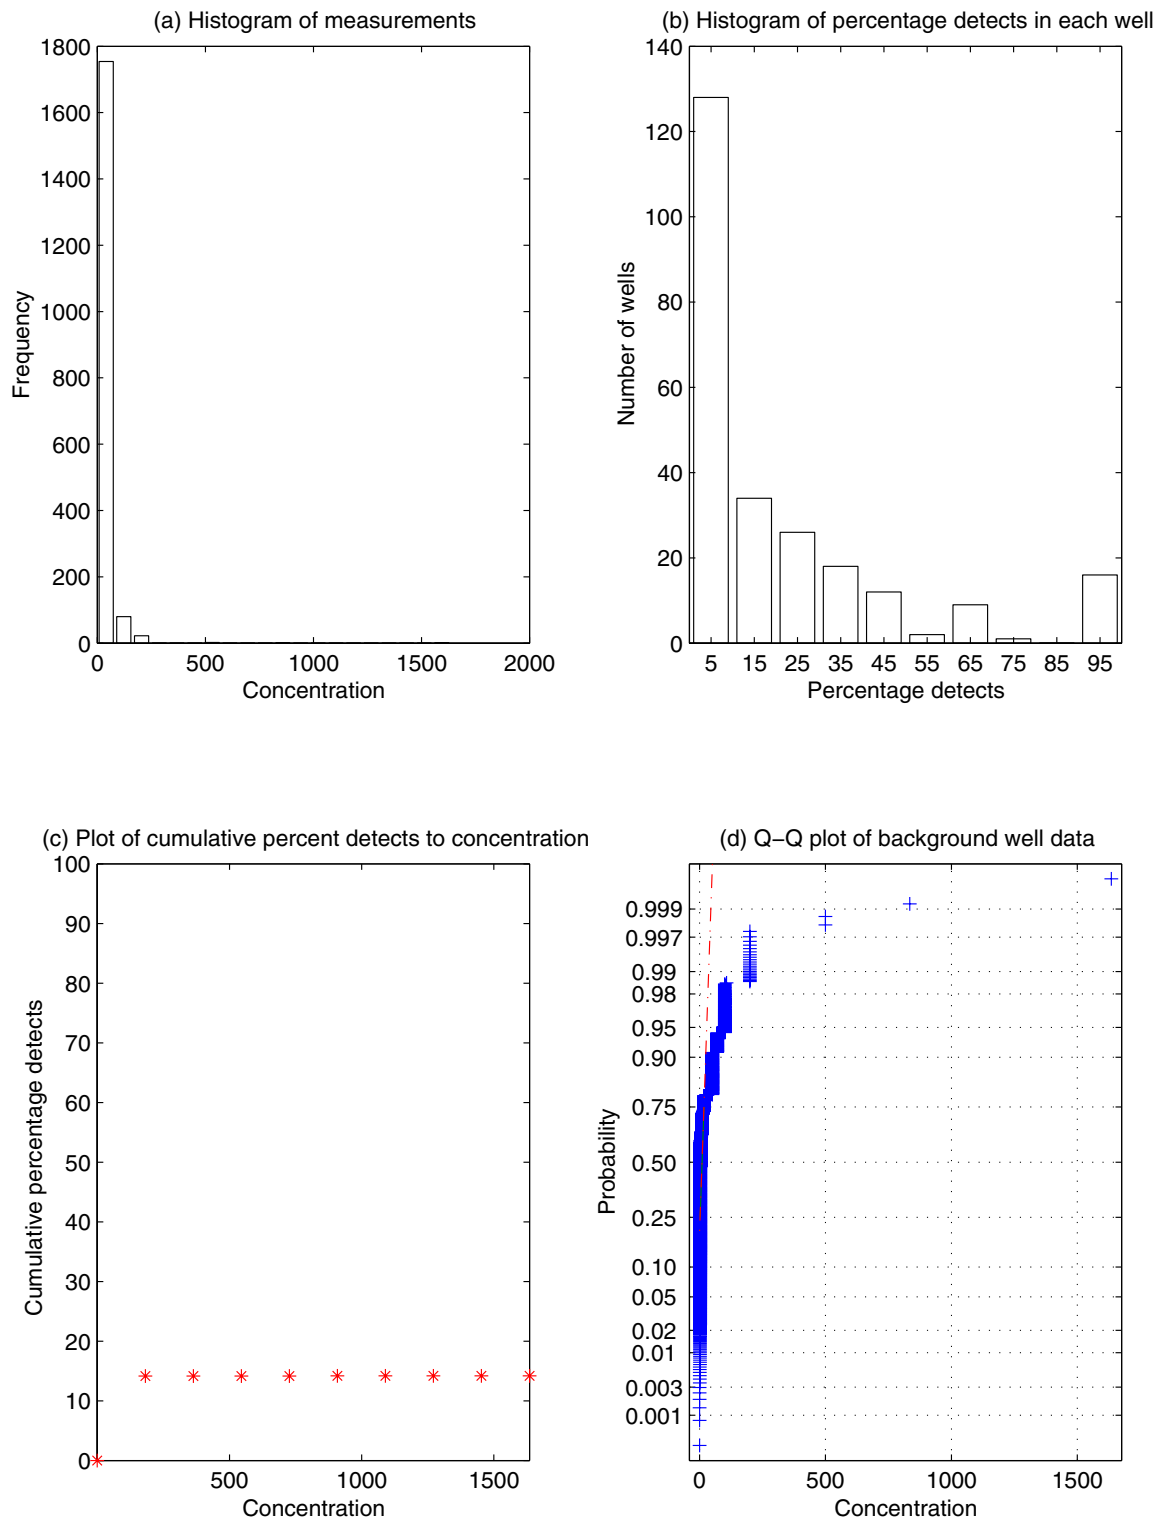 (a) Histogram of measurements
1800
1600
1400
1200
1000
800
600
400
200
0
Frequency
0 500 1000 1500 2000
Concentration
(b) Histogram of percentage detects in each well
140
120
100
80
60
40
20
0
Number of wells
5 15 25 35 45 55 65 75 85 95
Percentage detects
(c) Plot of cumulative percent detects to concentration
100
90
80
70
60
50
40
30
20
10
0
Cumulative percentage detects
500 1000 1500
Concentration
(d) Q−Q plot of background well data
0.999
0.997
0.99
0.98
0.95
0.90
0.75
0.50
0.25
0.10
0.05
0.02
0.01
0.003
0.001
Probability
0 500 1000 1500
Concentration